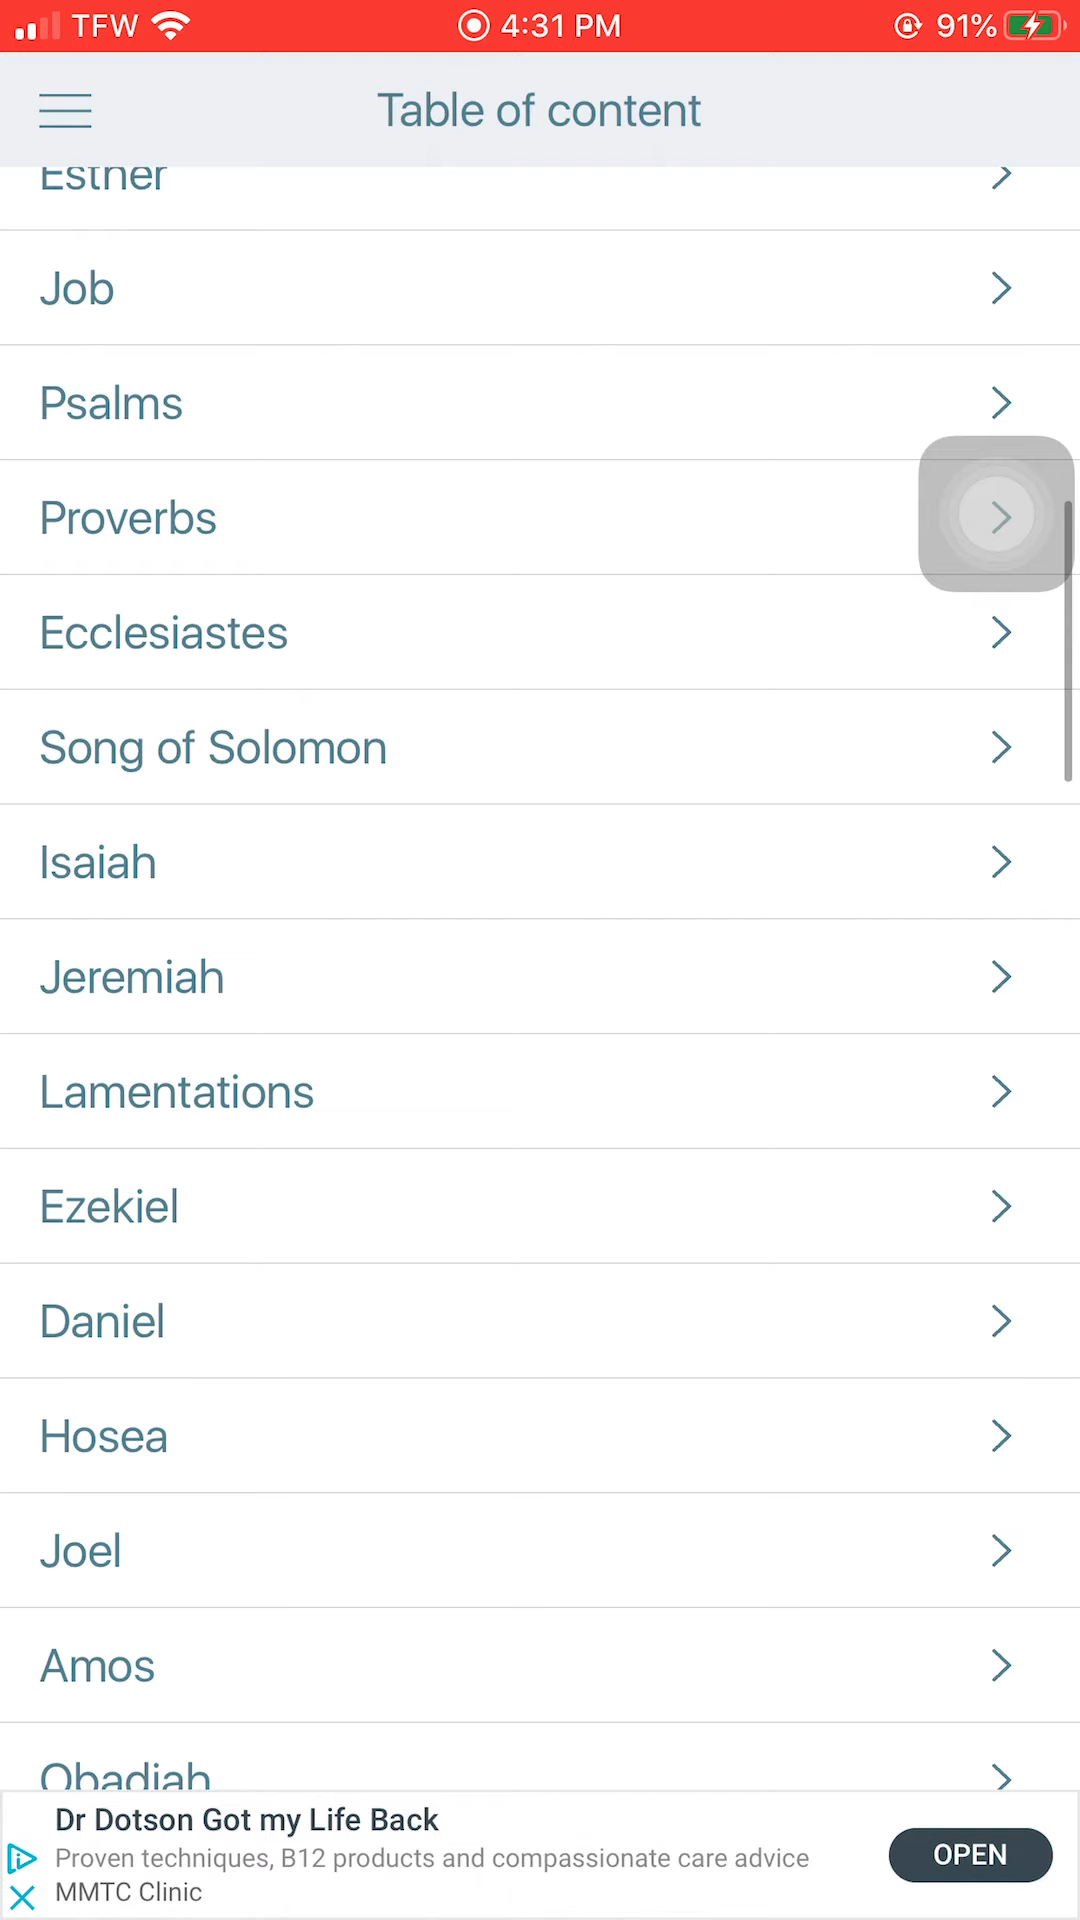 TFW 4:31 PM 91%
Table of content
Esther
Job
Psalms
Proverbs
Ecclesiastes
Song of Solomon
Isaiah
Jeremiah
Lamentations
Ezekiel
Daniel
Hosea
Joel
Amos
Obadiah
Dr Dotson Got my Life Back
Proven techniques, B12 products and compassionate care advice
MMTC Clinic
OPEN